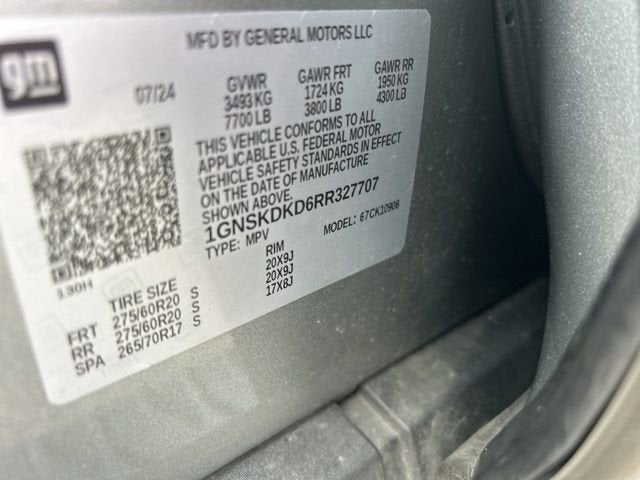 MFD BY GENERAL MOTORS LLC
gm
07/24
GVWR GAWR FRT GAWR RR
3493 KG 1724 KG 1950 KG
7700 LB 3800 LB 4300 LB
THIS VEHICLE CONFORMS TO ALL
APPLICABLE U.S. FEDERAL MOTOR
VEHICLE SAFETY STANDARDS IN EFFECT
ON THE DATE OF MANUFACTURE
SHOWN ABOVE.
1GNSKDKD6RR327707
TYPE: MPV MODEL: 67CK10906
130H
TIRE SIZE RIM
FRT 275/60R20 S 20X9J
RR 275/60R20 S 20X9J
SPA 265/70R17 S 17X8J